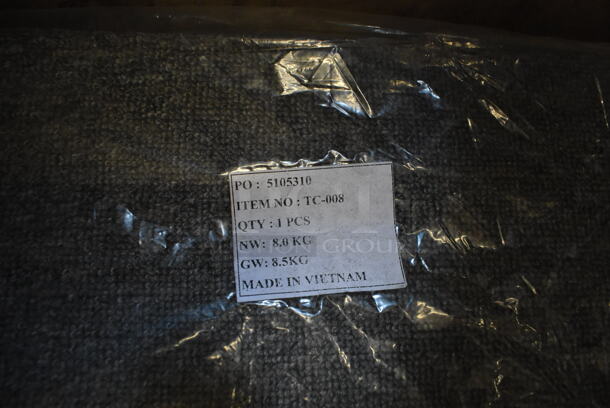 PO : 5105310
ITEM NO : TC-008
QTY : 1 PCS
NW: 8.0 KG
GROUP
GW: 8.5KG
MADE IN VIETNAM